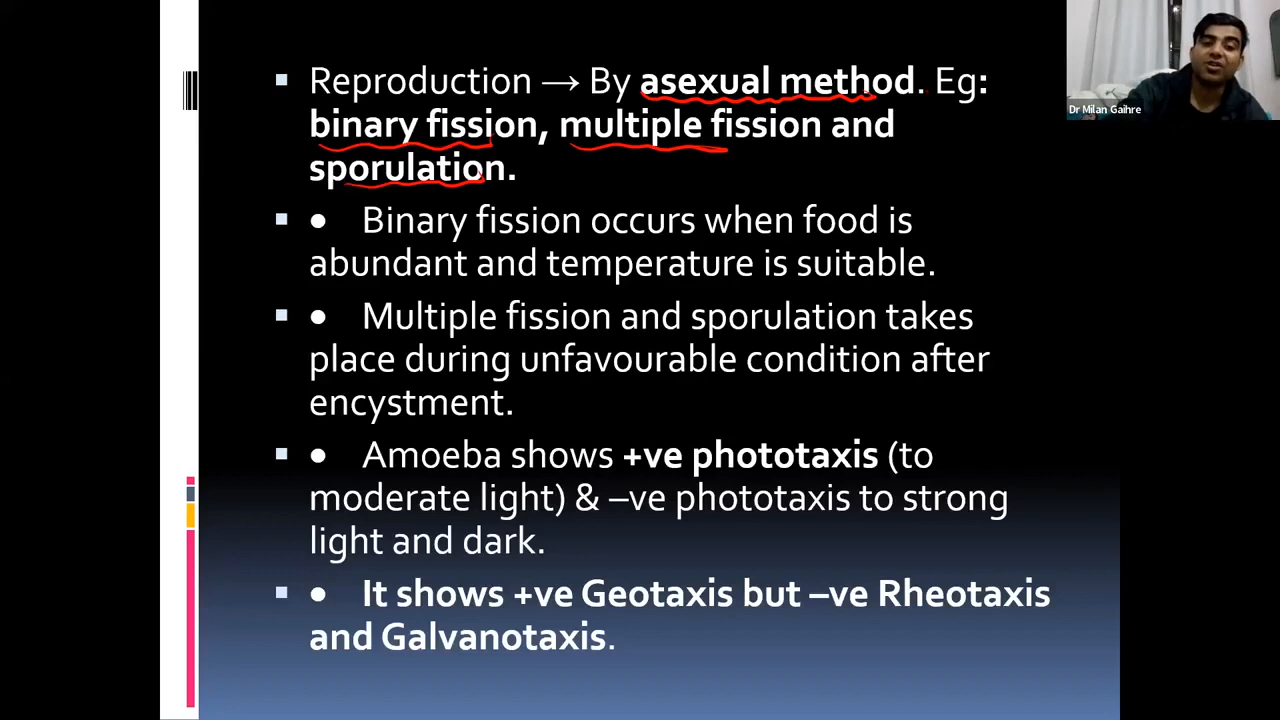 Reproduction → By asexual method. Eg:
binary fission, multiple fission and
sporulation.
● Binary fission occurs when food is
abundant and temperature is suitable.
● Multiple fission and sporulation takes
place during unfavourable condition after
encystment.
● Amoeba shows +ve phototaxis (to
moderate light) & –ve phototaxis to strong
light and dark.
● It shows +ve Geotaxis but –ve Rheotaxis
and Galvanotaxis.
Dr Milan Gaihre